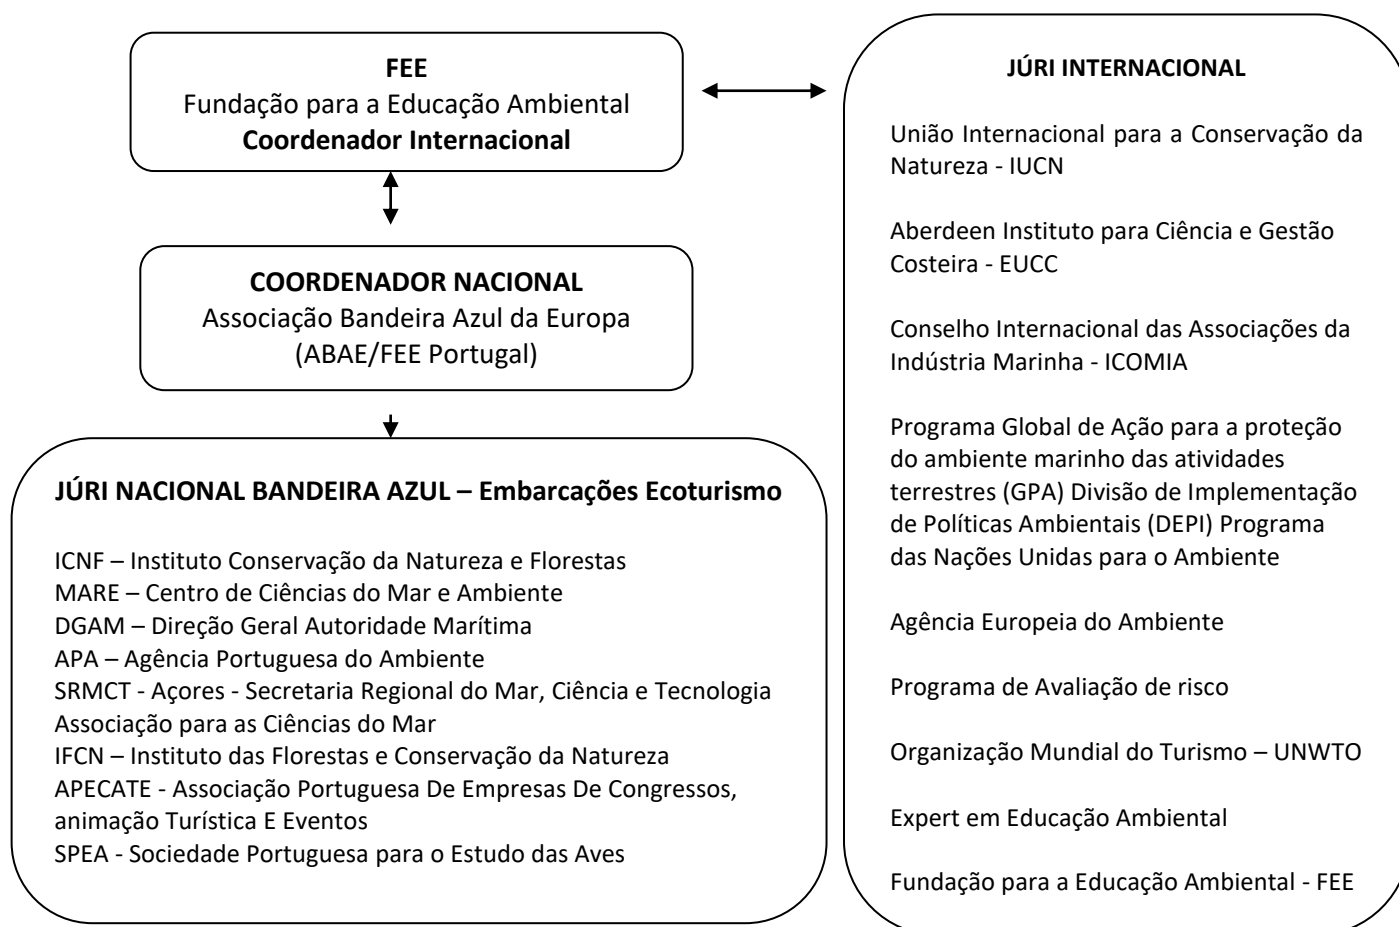 FEE
Fundação para a Educação Ambiental
Coordenador Internacional
COORDENADOR NACIONAL
Associação Bandeira Azul da Europa
(ABAE/FEE Portugal)
JÚRI NACIONAL BANDEIRA AZUL – Embarcações Ecoturismo
ICNF – Instituto Conservação da Natureza e Florestas
MARE – Centro de Ciências do Mar e Ambiente
DGAM – Direção Geral Autoridade Marítima
APA – Agência Portuguesa do Ambiente
SRMCT - Açores - Secretaria Regional do Mar, Ciência e Tecnologia
Associação para as Ciências do Mar
IFCN – Instituto das Florestas e Conservação da Natureza
APECATE - Associação Portuguesa De Empresas De Congressos,
animação Turística E Eventos
SPEA - Sociedade Portuguesa para o Estudo das Aves
JÚRI INTERNACIONAL
União Internacional para a Conservação da
Natureza - IUCN
Aberdeen Instituto para Ciência e Gestão
Costeira - EUCC
Conselho Internacional das Associações da
Indústria Marinha - ICOMIA
Programa Global de Ação para a proteção
do ambiente marinho das atividades
terrestres (GPA) Divisão de Implementação
de Políticas Ambientais (DEPI) Programa
das Nações Unidas para o Ambiente
Agência Europeia do Ambiente
Programa de Avaliação de risco
Organização Mundial do Turismo – UNWTO
Expert em Educação Ambiental
Fundação para a Educação Ambiental - FEE